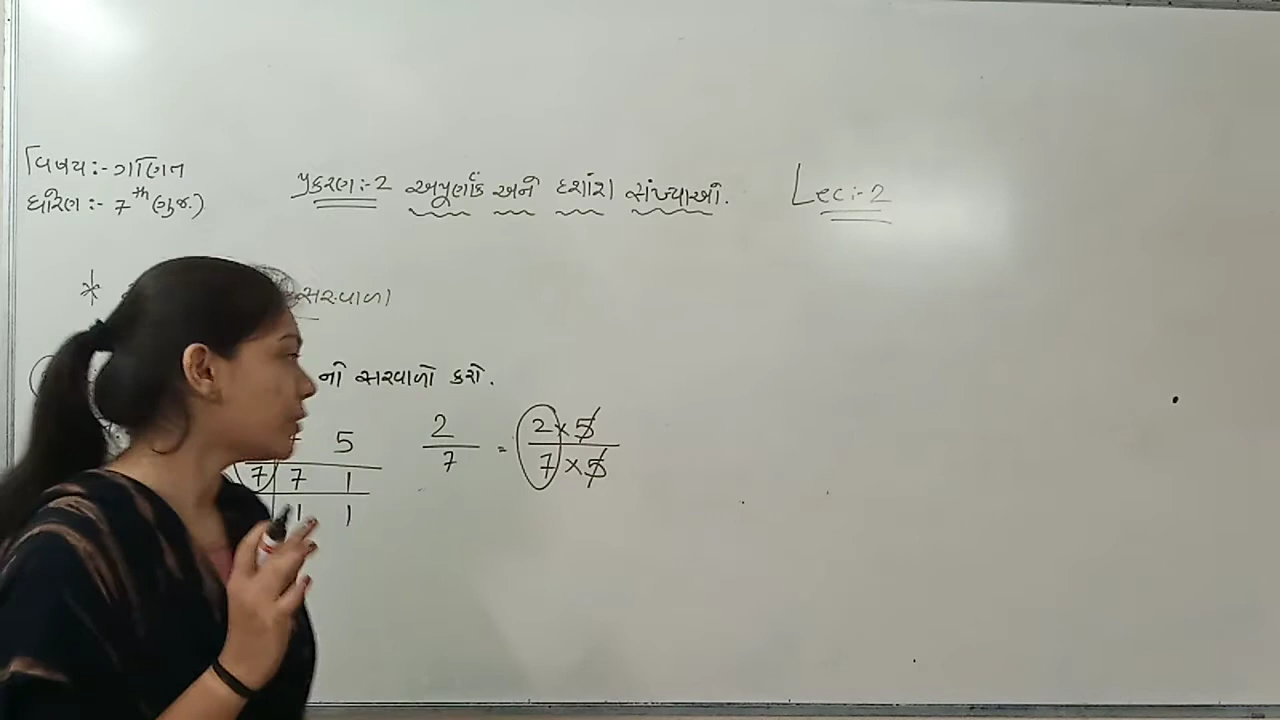 વિષય:- ગણિત
ધોરણ :- 7th (ગુજ.)
પ્રકરણ:-2 અપૂર્ણાંક અને દશાંશ સંખ્યાઓ.
Lec:-2
*
સરવાળા
નો સરવાળો કરો.
5
7 7 1
1 1
2/7 = 2×5/7×5